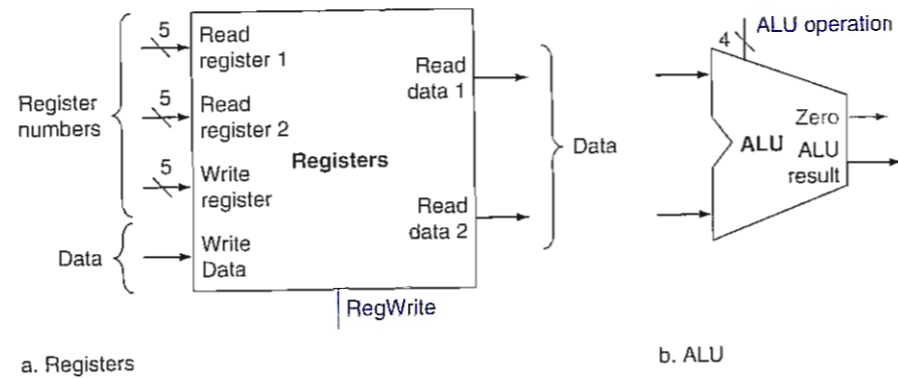 Register
numbers
Data
5
5
5
Read
register 1
Read
register 2
Write
register
Write
Data
Registers
Read
data 1
Read
data 2
RegWrite
Data
a. Registers
4
ALU operation
ALU
Zero
ALU
result
b. ALU